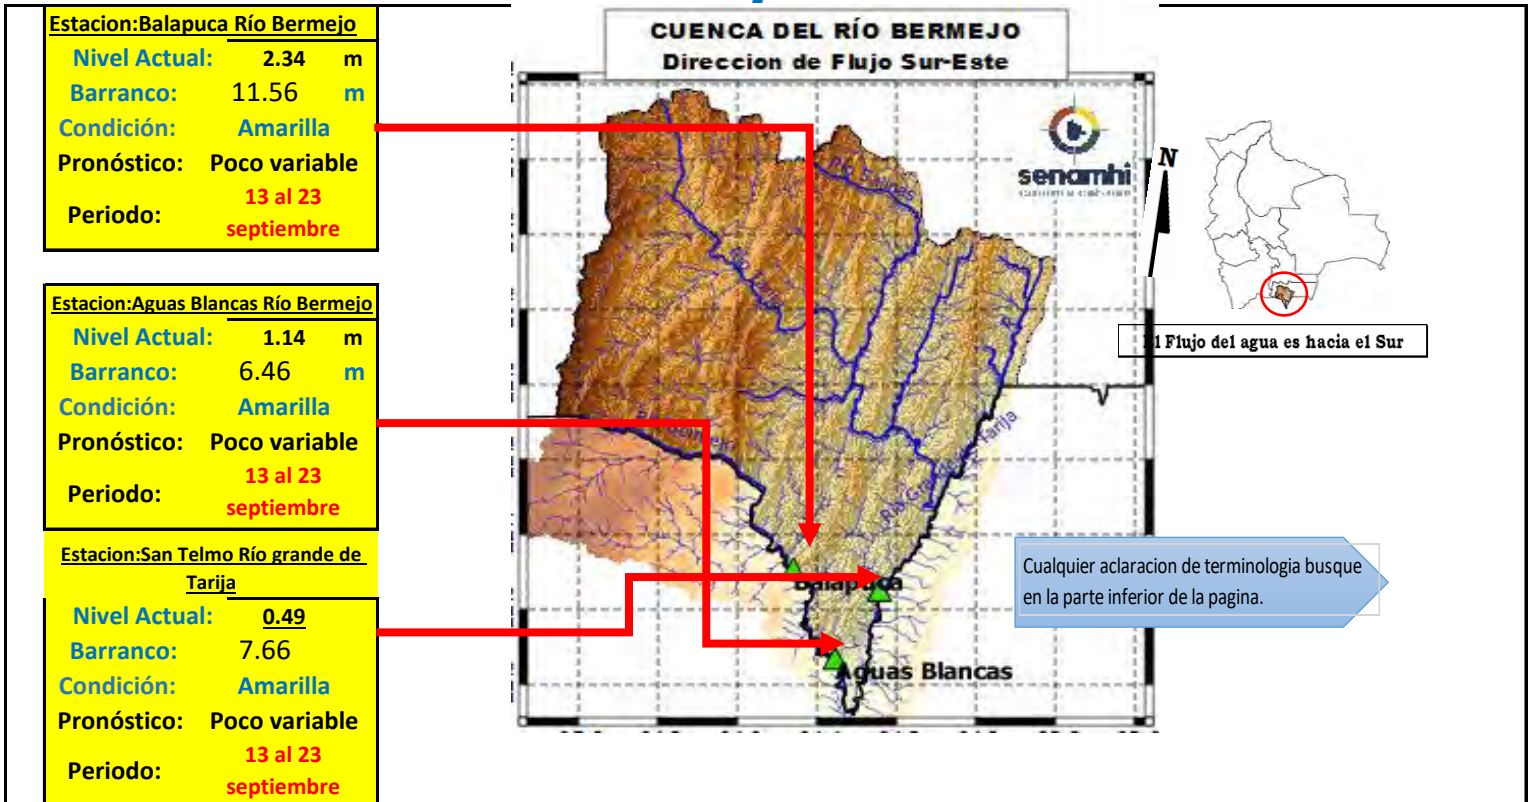 Estacion:Balapuca Río Bermejo
Nivel Actual: 2.34 m
Barranco: 11.56 m
Condición: Amarilla
Pronóstico: Poco variable
Periodo: 13 al 23
septiembre
Estacion:Aguas Blancas Río Bermejo
Nivel Actual: 1.14 m
Barranco: 6.46 m
Condición: Amarilla
Pronóstico: Poco variable
Periodo: 13 al 23
septiembre
Estacion:San Telmo Río grande de
Tarija
Nivel Actual: 0.49
Barranco: 7.66
Condición: Amarilla
Pronóstico: Poco variable
Periodo: 13 al 23
septiembre
CUENCA DEL RÍO BERMEJO
Direccion de Flujo Sur-Este
senamhi
Tarija
Balapuca
Aguas Blancas
N
El Flujo del agua es hacia el Sur
Cualquier aclaracion de terminologia busque
en la parte inferior de la pagina.